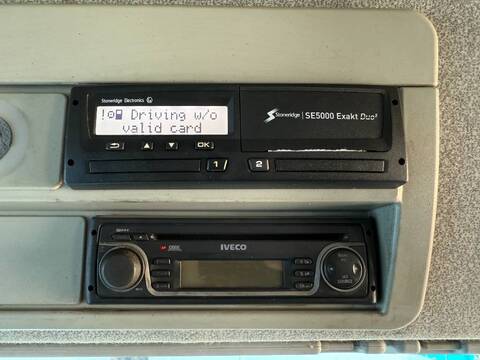 Stoneridge Electronics
Driving w/o
valid card
OK
1
2
Stoneridge
SE5000 Exakt Duo²
IVECO